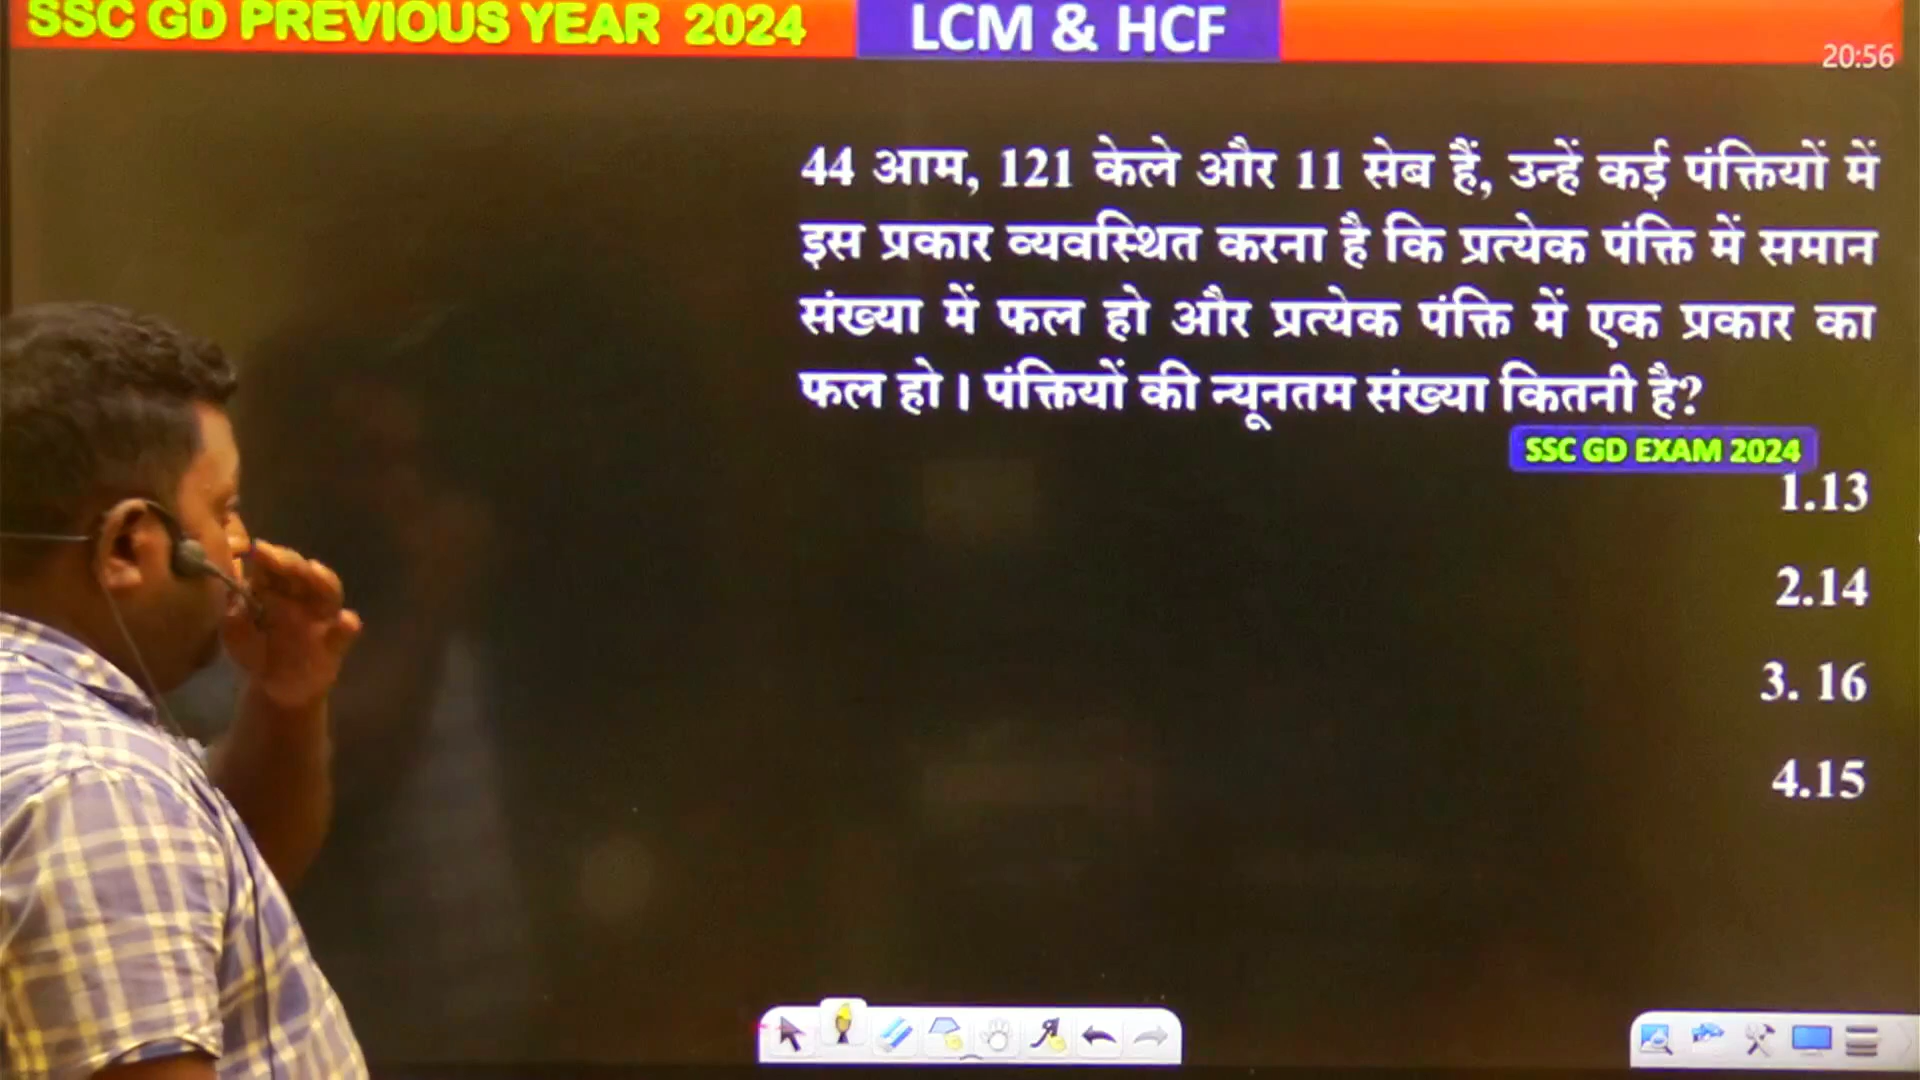 SSC GD PREVIOUS YEAR 2024
LCM & HCF
20:56
44 आम, 121 केले और 11 सेब हैं, उन्हें कई पंक्तियों में
इस प्रकार व्यवस्थित करना है कि प्रत्येक पंक्ति में समान
संख्या में फल हो और प्रत्येक पंक्ति में एक प्रकार का
फल हो। पंक्तियों की न्यूनतम संख्या कितनी है?
SSC GD EXAM 2024
1.13
2.14
3. 16
4.15